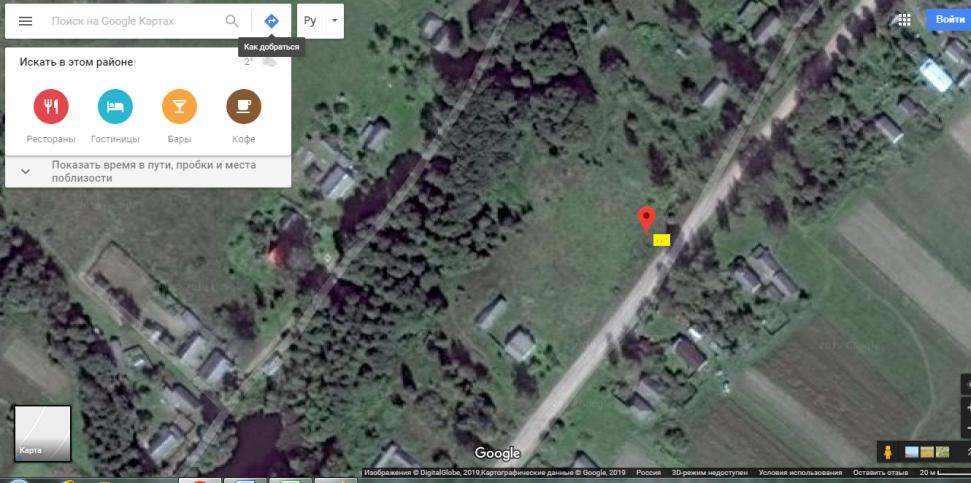 Поиск на Google Картах
Ру
Войти
Как добраться
Искать в этом районе
2°
Рестораны
Гостиницы
Бары
Кофе
Показать время в пути, пробки и места
поблизости
Карта
Google
Изображения © DigitalGlobe, 2019,Картографические данные © Google, 2019 Россия 3D-режим недоступен Условия использования Оставить отзыв 20 м